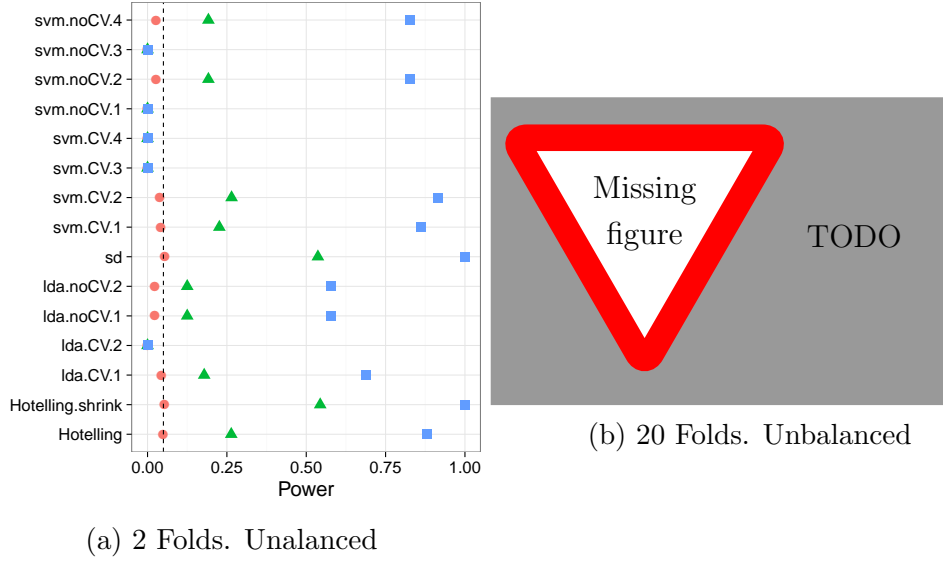 svm.noCV.4
svm.noCV.3
svm.noCV.2
svm.noCV.1
svm.CV.4
svm.CV.3
svm.CV.2
svm.CV.1
sd
lda.noCV.2
lda.noCV.1
lda.CV.2
lda.CV.1
Hotelling.shrink
Hotelling
0.00 0.25 0.50 0.75 1.00
Power
(a) 2 Folds. Unalanced
Missing
figure
TODO
(b) 20 Folds. Unbalanced